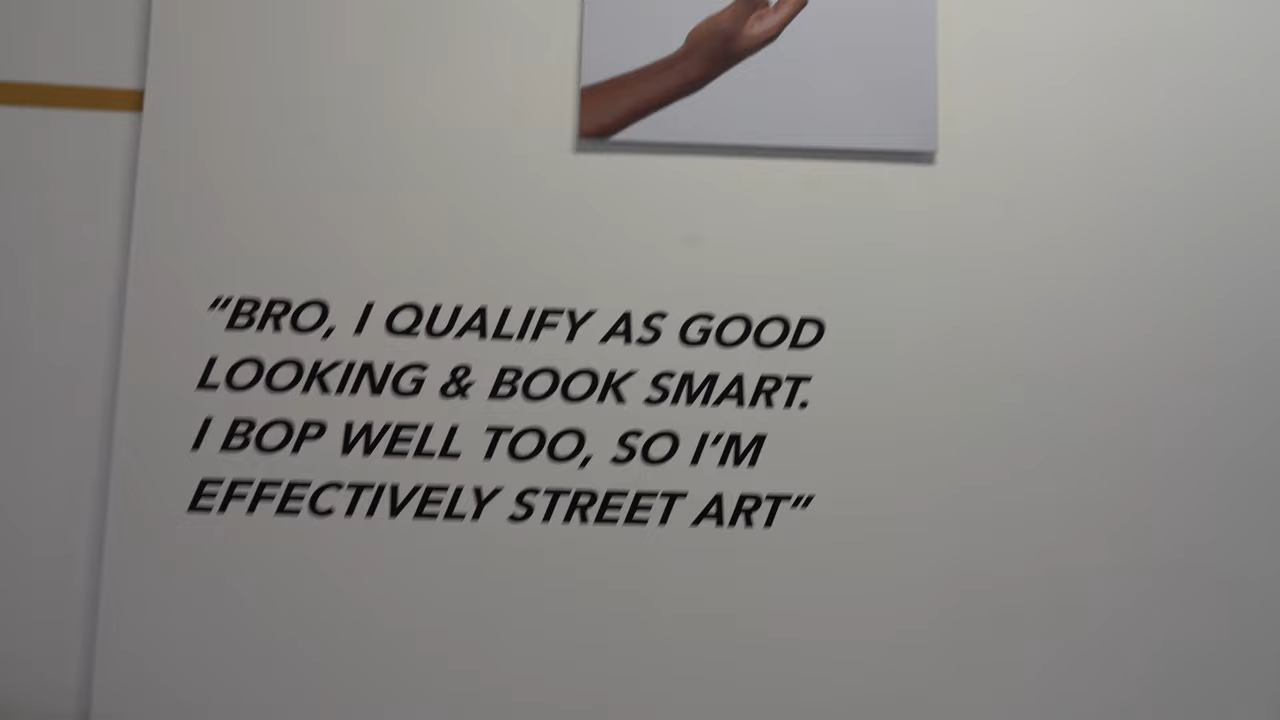 “BRO, I QUALIFY AS GOOD
LOOKING & BOOK SMART.
I BOP WELL TOO, SO I’M
EFFECTIVELY STREET ART”